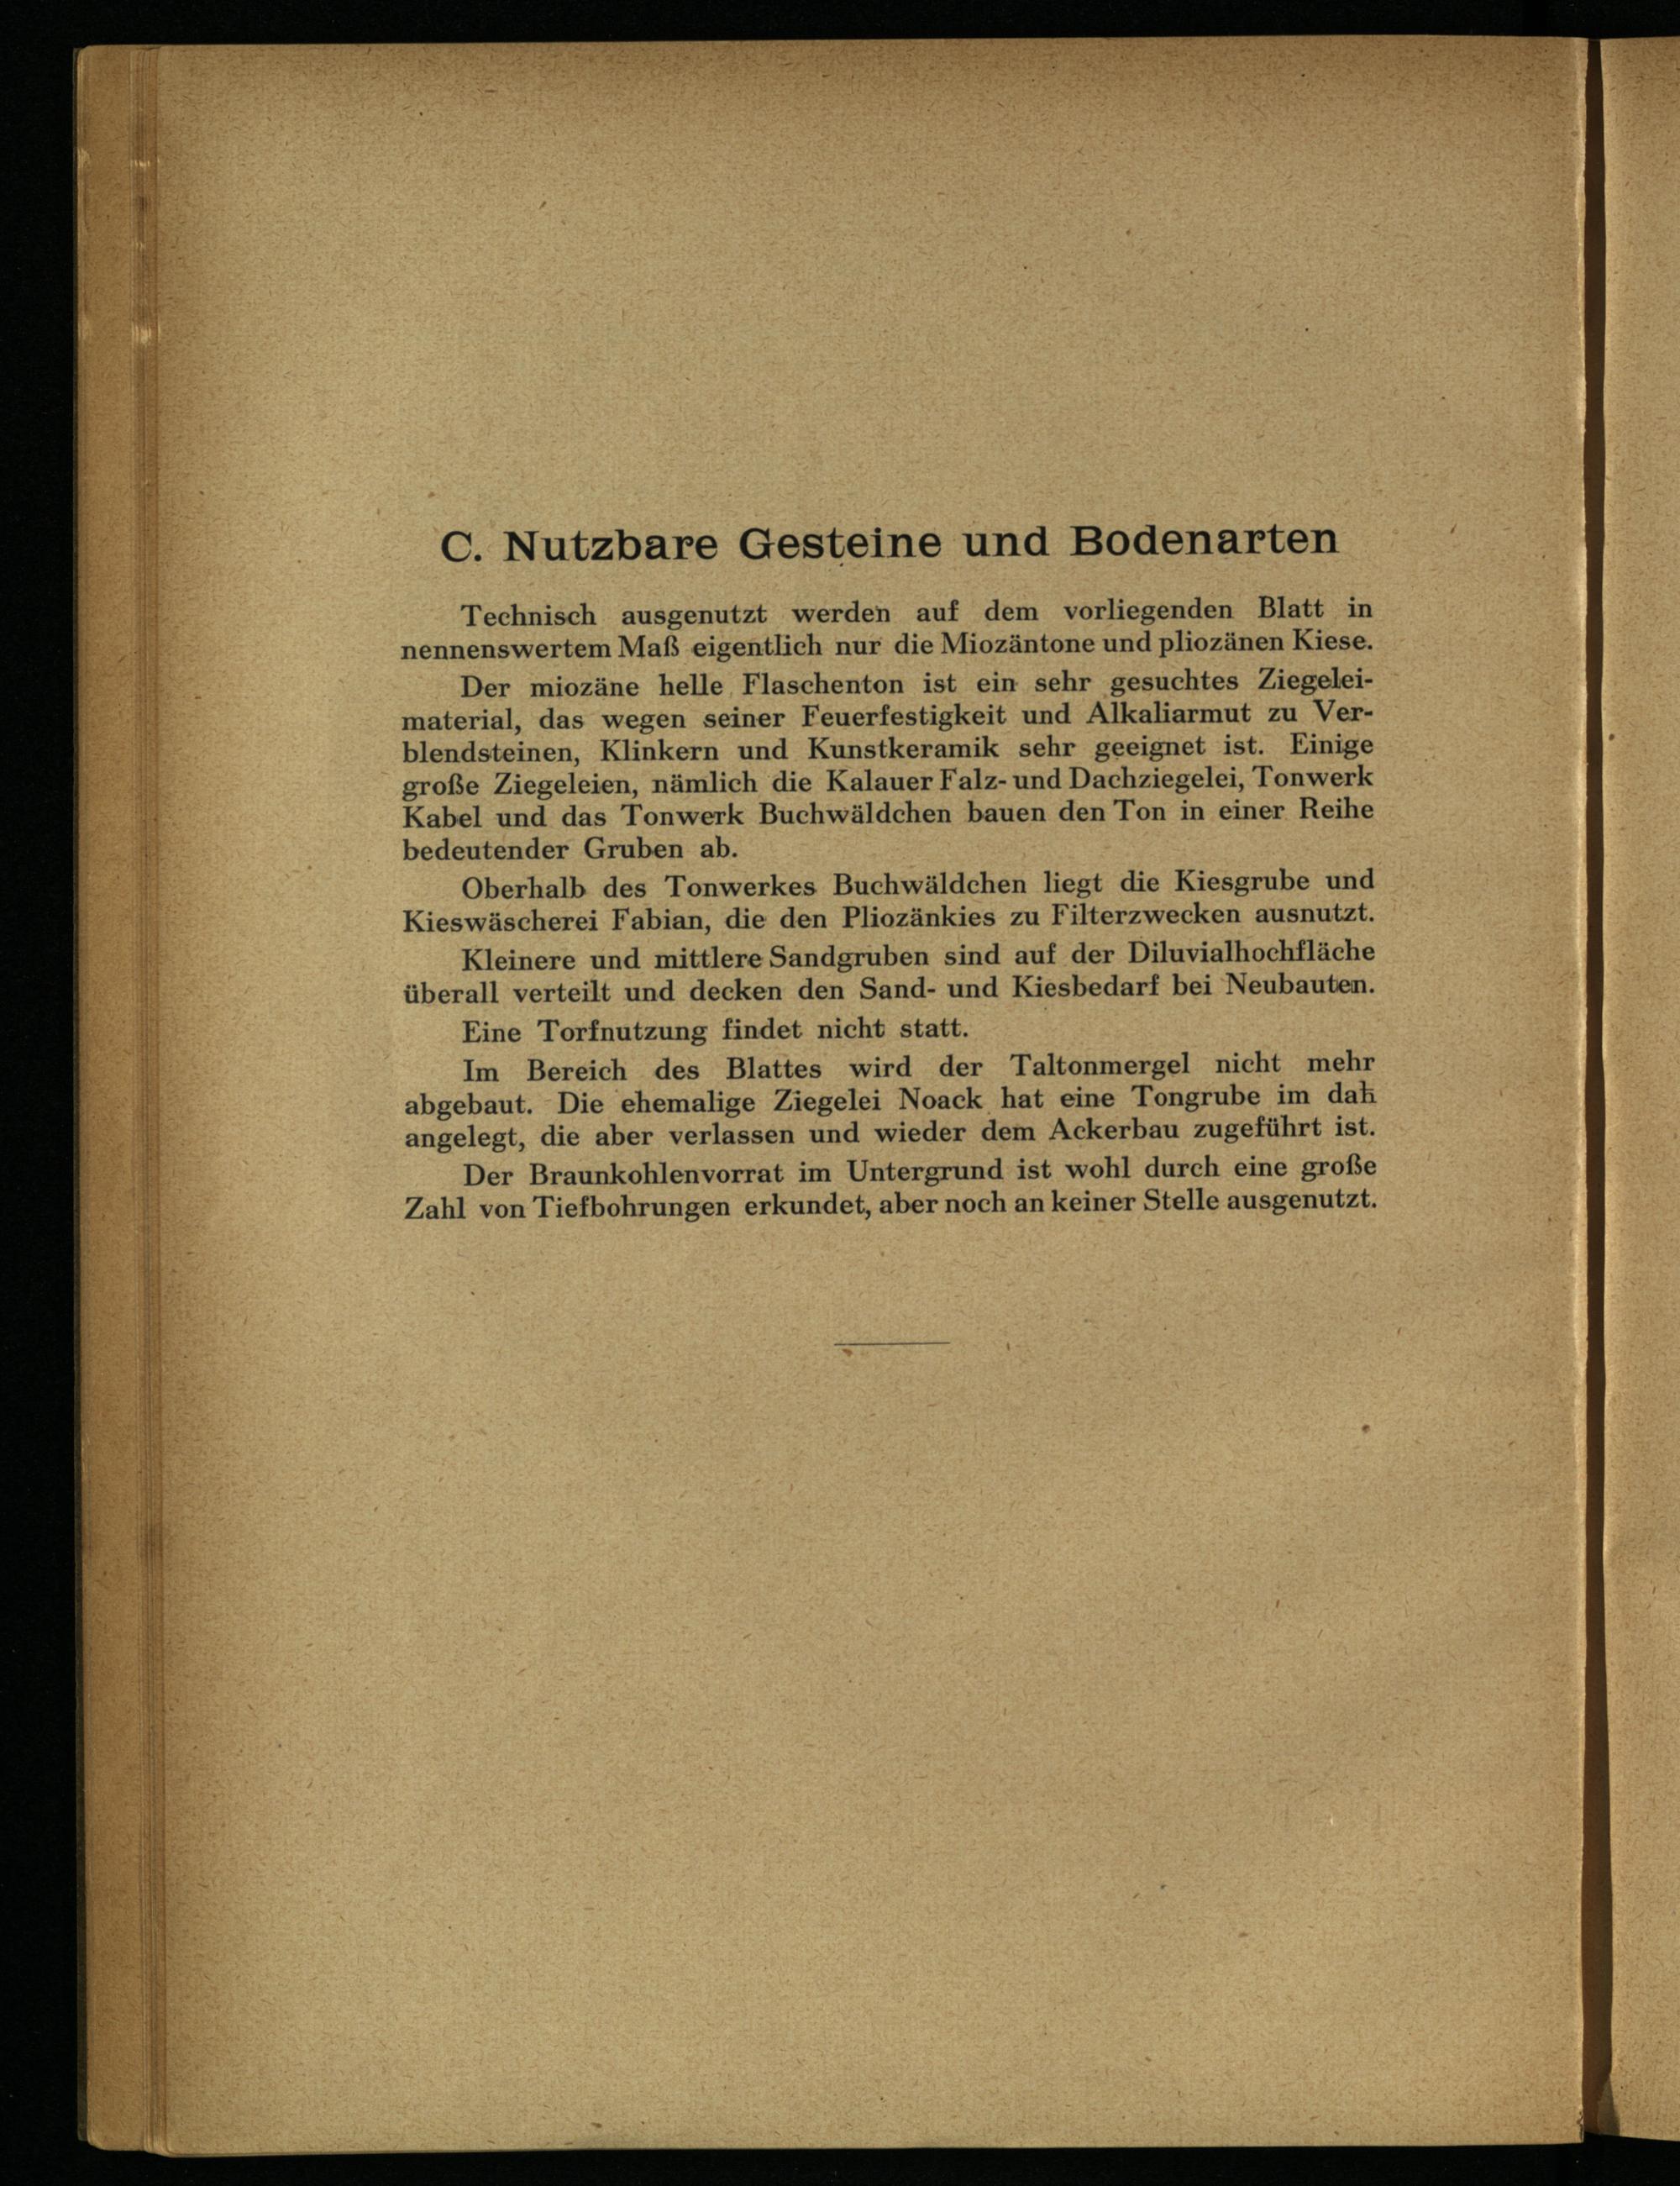 C. Nutzbare Gesteine und Bodenarten
Technisch ausgenutzt werden auf dem vorliegenden Blatt in
nennenswertem Maß eigentlich nur die Miozäntone und pliozänen Kiese.
Der miozäne helle Flaschenton ist ein sehr gesuchtes Ziegelei-
material, das wegen seiner Feuerfestigkeit und Alkaliarmut zu Ver-
blendsteinen, Klinkern und Kunstkeramik sehr geeignet ist. Einige
große Ziegeleien, nämlich die Kalauer Falz- und Dachziegelei, Tonwerk
Kabel und das Tonwerk Buchwäldchen bauen den Ton in einer Reihe
bedeutender Gruben ab.
Oberhalb des Tonwerkes Buchwäldchen liegt die Kiesgrube und
Kieswäscherei Fabian, die den Pliozänkies zu Filterzwecken ausnutzt.
Kleinere und mittlere Sandgruben sind auf der Diluvialhochfläche
überall verteilt und decken den Sand- und Kiesbedarf bei Neubauten.
Eine Torfnutzung findet nicht statt.
Im Bereich des Blattes wird der Taltonmergel nicht mehr
abgebaut. Die ehemalige Ziegelei Noack hat eine Tongrube im
angelegt, die aber verlassen und wieder dem Ackerbau zugeführt ist.
Der Braunkohlenvorrat im Untergrund ist wohl durch eine große
Zahl von Tiefbohrungen erkundet, aber noch an keiner Stelle ausgenutzt.